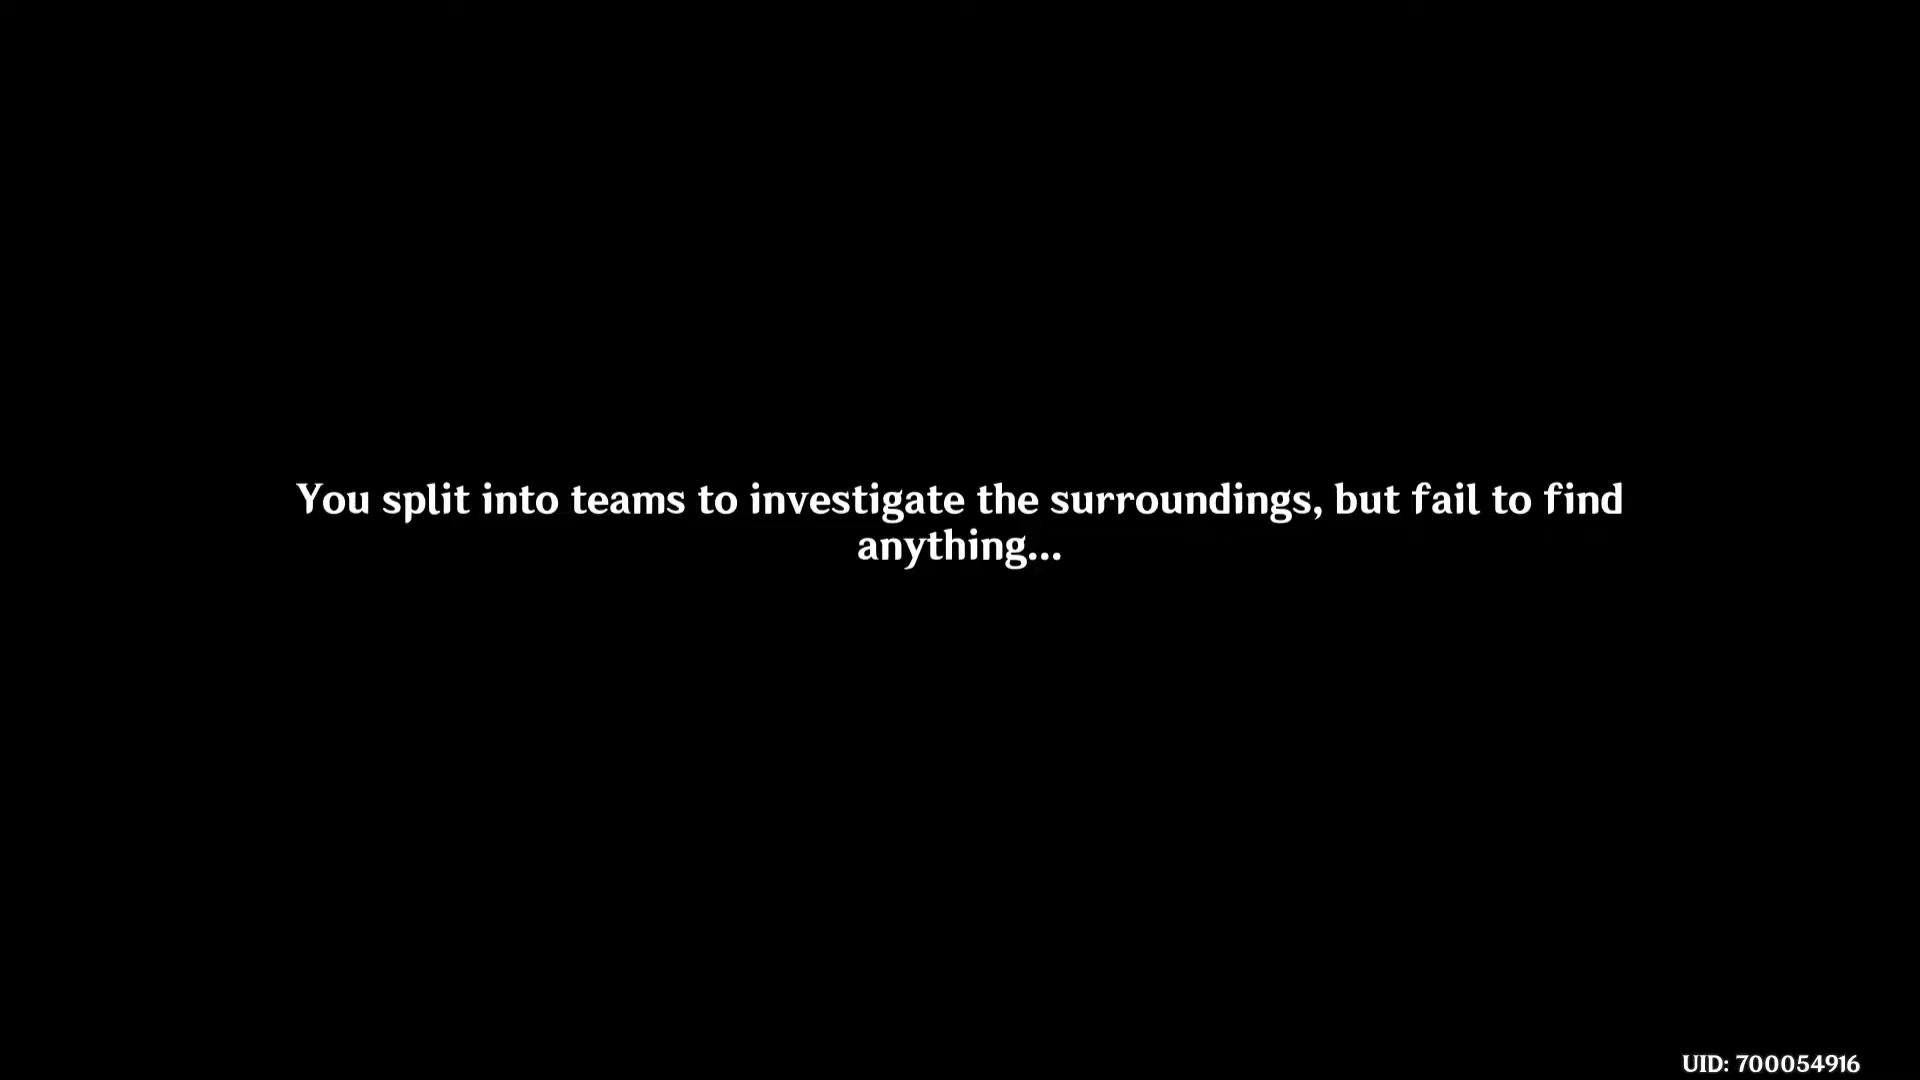 You split into teams to investigate the surroundings, but fail to find
anything...
UID: 700054916